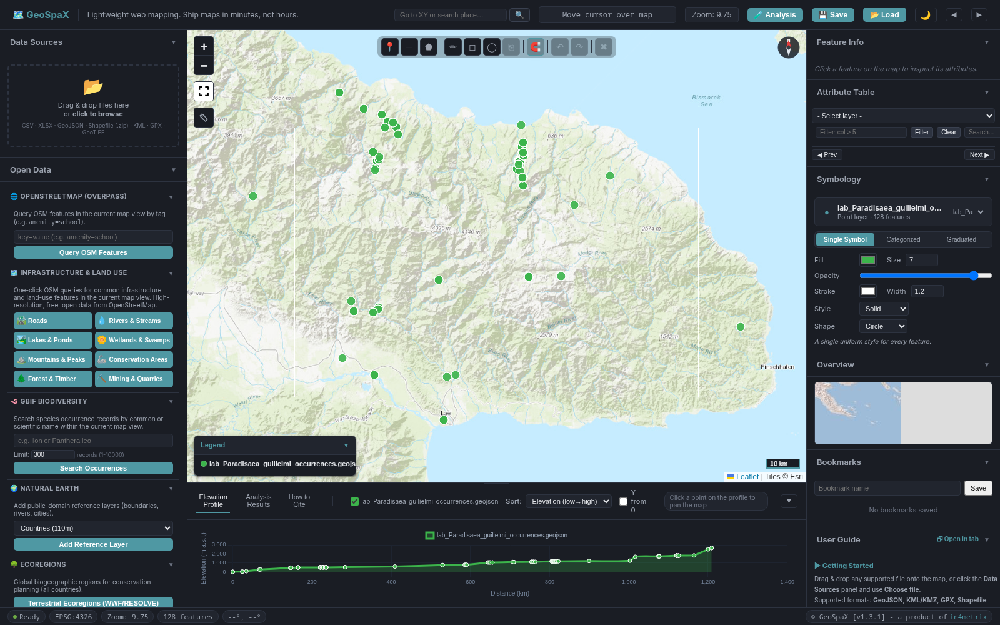 GeoSpaX
Lightweight web mapping. Ship maps in minutes, not hours.
Go to XY or search place...
Move cursor over map
Zoom: 9.75
Analysis
Save
Load
Data Sources
Drag & drop files here
or click to browse
CSV · XLSX · GeoJSON · Shapefile (.zip) · KML · GPX ·
GeoTIFF
Open Data
OPENSTREETMAP (OVERPASS)
Query OSM features in the current map view by tag
(e.g. amenity=school).
key=value (e.g. amenity=school)
Query OSM Features
INFRASTRUCTURE & LAND USE
One-click OSM queries for common infrastructure
and land-use features in the current map view. High-
resolution, free, open data from OpenStreetMap.
Roads
Rivers & Streams
Lakes & Ponds
Wetlands & Swamps
Mountains & Peaks
Conservation Areas
Forest & Timber
Mining & Quarries
GBIF BIODIVERSITY
Search species occurrence records by common or
scientific name within the current map view.
e.g. lion or Panthera leo
Limit: 300 records (1-10000)
Search Occurrences
NATURAL EARTH
Add public-domain reference layers (boundaries,
rivers, cities).
Countries (110m)
Add Reference Layer
ECOREGIONS
Global biogeographic regions for conservation
planning (all countries).
Terrestrial Ecoregions (WWF/RESOLVE)
N
3657 m
06 m
3941 m
636 m
Bismarck
Sea
4025 m
4140 m
2574 m
Mong River
Highway
2579 m
1542 m
Finschhafen
Lae
Legend
lab_Paradisaea_guilielmi_occurrences.geojs
10 km
Leaflet | Tiles © Esri
Elevation
Profile
Analysis
Results
How to
Cite
lab_Paradisaea_guilielmi_occurrences.geojson
Sort:
Elevation (low→high)
Y
from
0
Click a point on the profile to
pan the map
lab_Paradisaea_guilielmi_occurrences.geojson
Elevation (m a.s.l.)
3,000
2,000
1,000
0
0 200 400 600 800 1,000 1,200 1,400
Distance (km)
Feature Info
Click a feature on the map to inspect its attributes.
Attribute Table
- Select layer -
Filter: col > 5
Filter
Clear
Search...
◀ Prev
Next ▶
Symbology
lab_Paradisaea_guilielmi_o...
Point layer · 128 features
lab_Pa
Single Symbol
Categorized
Graduated
Fill
Size 7
Opacity
Stroke
Width 1.2
Style
Solid
Shape
Circle
A single uniform style for every feature.
Overview
Bookmarks
Bookmark name
Save
No bookmarks saved
User Guide
Open in tab
▶ Getting Started
Drag & drop any supported file onto the map, or click the Data
Sources panel and use Choose file.
Supported formats: GeoJSON, KML/KMZ, GPX, Shapefile
Ready
EPSG:4326
Zoom: 9.75
128 features
--°, --°
© GeoSpaX [v1.3.1] - a product of in4metrix